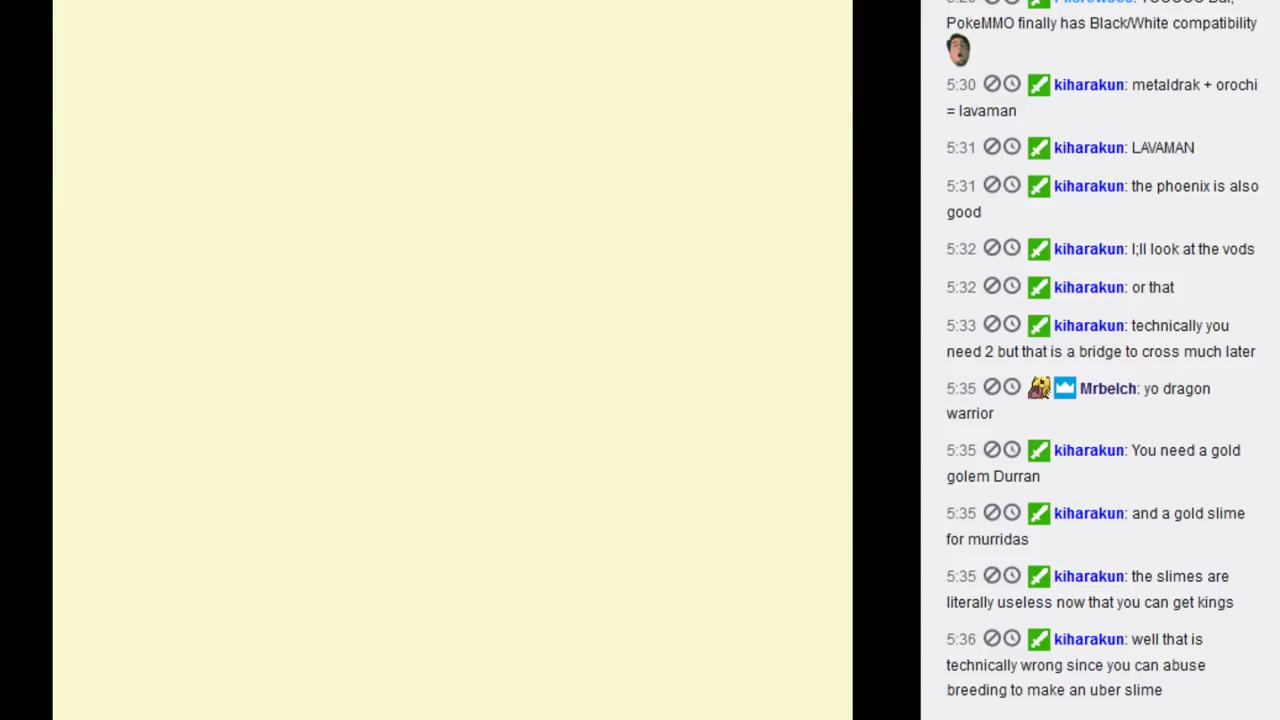 PokeMMO finally has Black/White compatibility
5:30 kiharakun: metaldrak + orochi
= lavaman
5:31 kiharakun: LAVAMAN
5:31 kiharakun: the phoenix is also
good
5:32 kiharakun: I;ll look at the vods
5:32 kiharakun: or that
5:33 kiharakun: technically you
need 2 but that is a bridge to cross much later
5:35 Mrbelch: yo dragon
warrior
5:35 kiharakun: You need a gold
golem Durran
5:35 kiharakun: and a gold slime
for murridas
5:35 kiharakun: the slimes are
literally useless now that you can get kings
5:36 kiharakun: well that is
technically wrong since you can abuse
breeding to make an uber slime